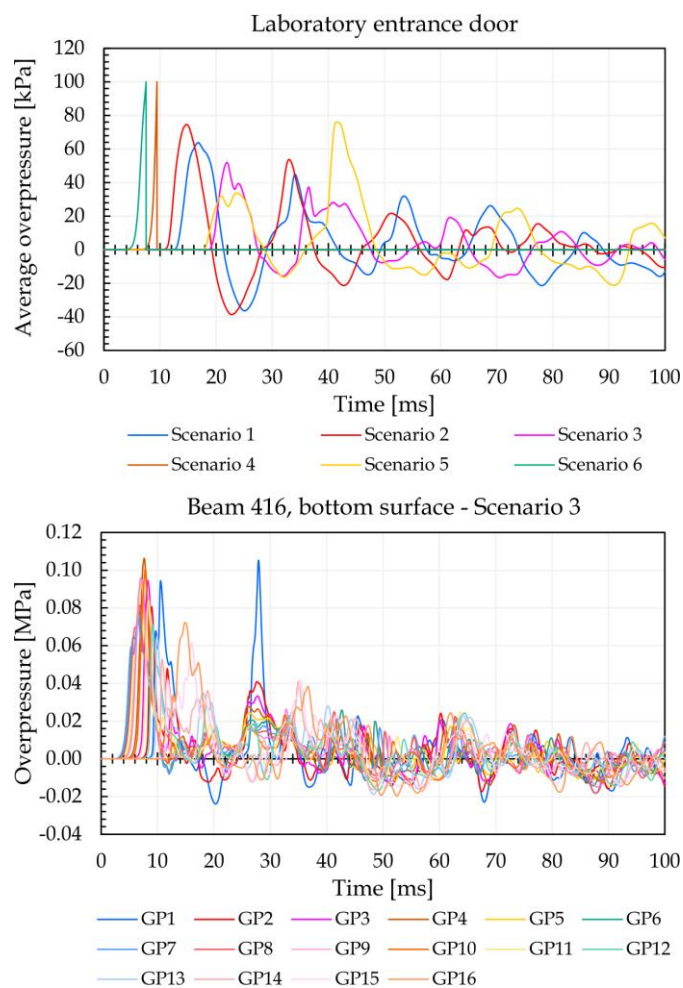 Laboratory entrance door
Average overpressure [kPa]
120
100
80
60
40
20
0
-20
-40
-60
0 10 20 30 40 50 60 70 80 90 100
Time [ms]
Scenario 1 Scenario 2 Scenario 3
Scenario 4 Scenario 5 Scenario 6
Beam 416, bottom surface - Scenario 3
Overpressure [MPa]
0.12
0.10
0.08
0.06
0.04
0.02
0.00
-0.02
-0.04
0 10 20 30 40 50 60 70 80 90 100
Time [ms]
GP1 GP2 GP3 GP4 GP5 GP6
GP7 GP8 GP9 GP10 GP11 GP12
GP13 GP14 GP15 GP16